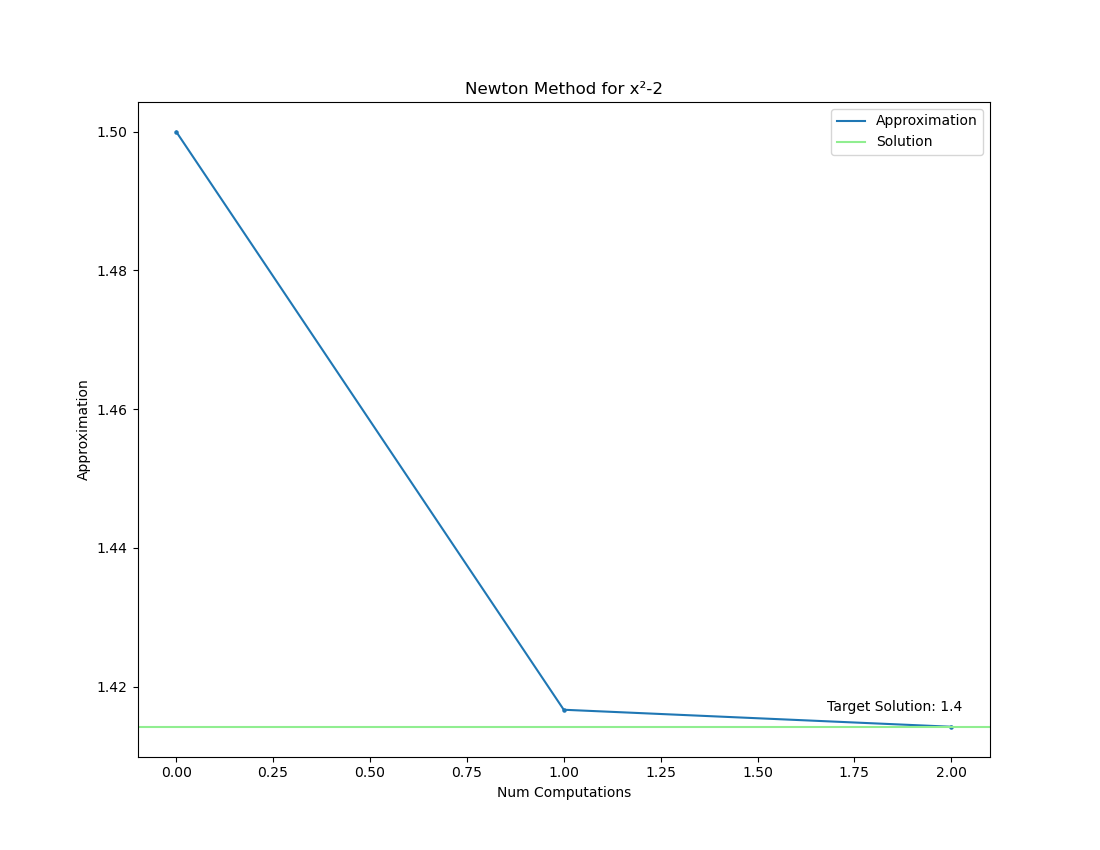 Newton Method for x²-2
Approximation
Solution
1.50
1.48
1.46
1.44
1.42
Approximation
Target Solution: 1.4
0.00 0.25 0.50 0.75 1.00 1.25 1.50 1.75 2.00
Num Computations